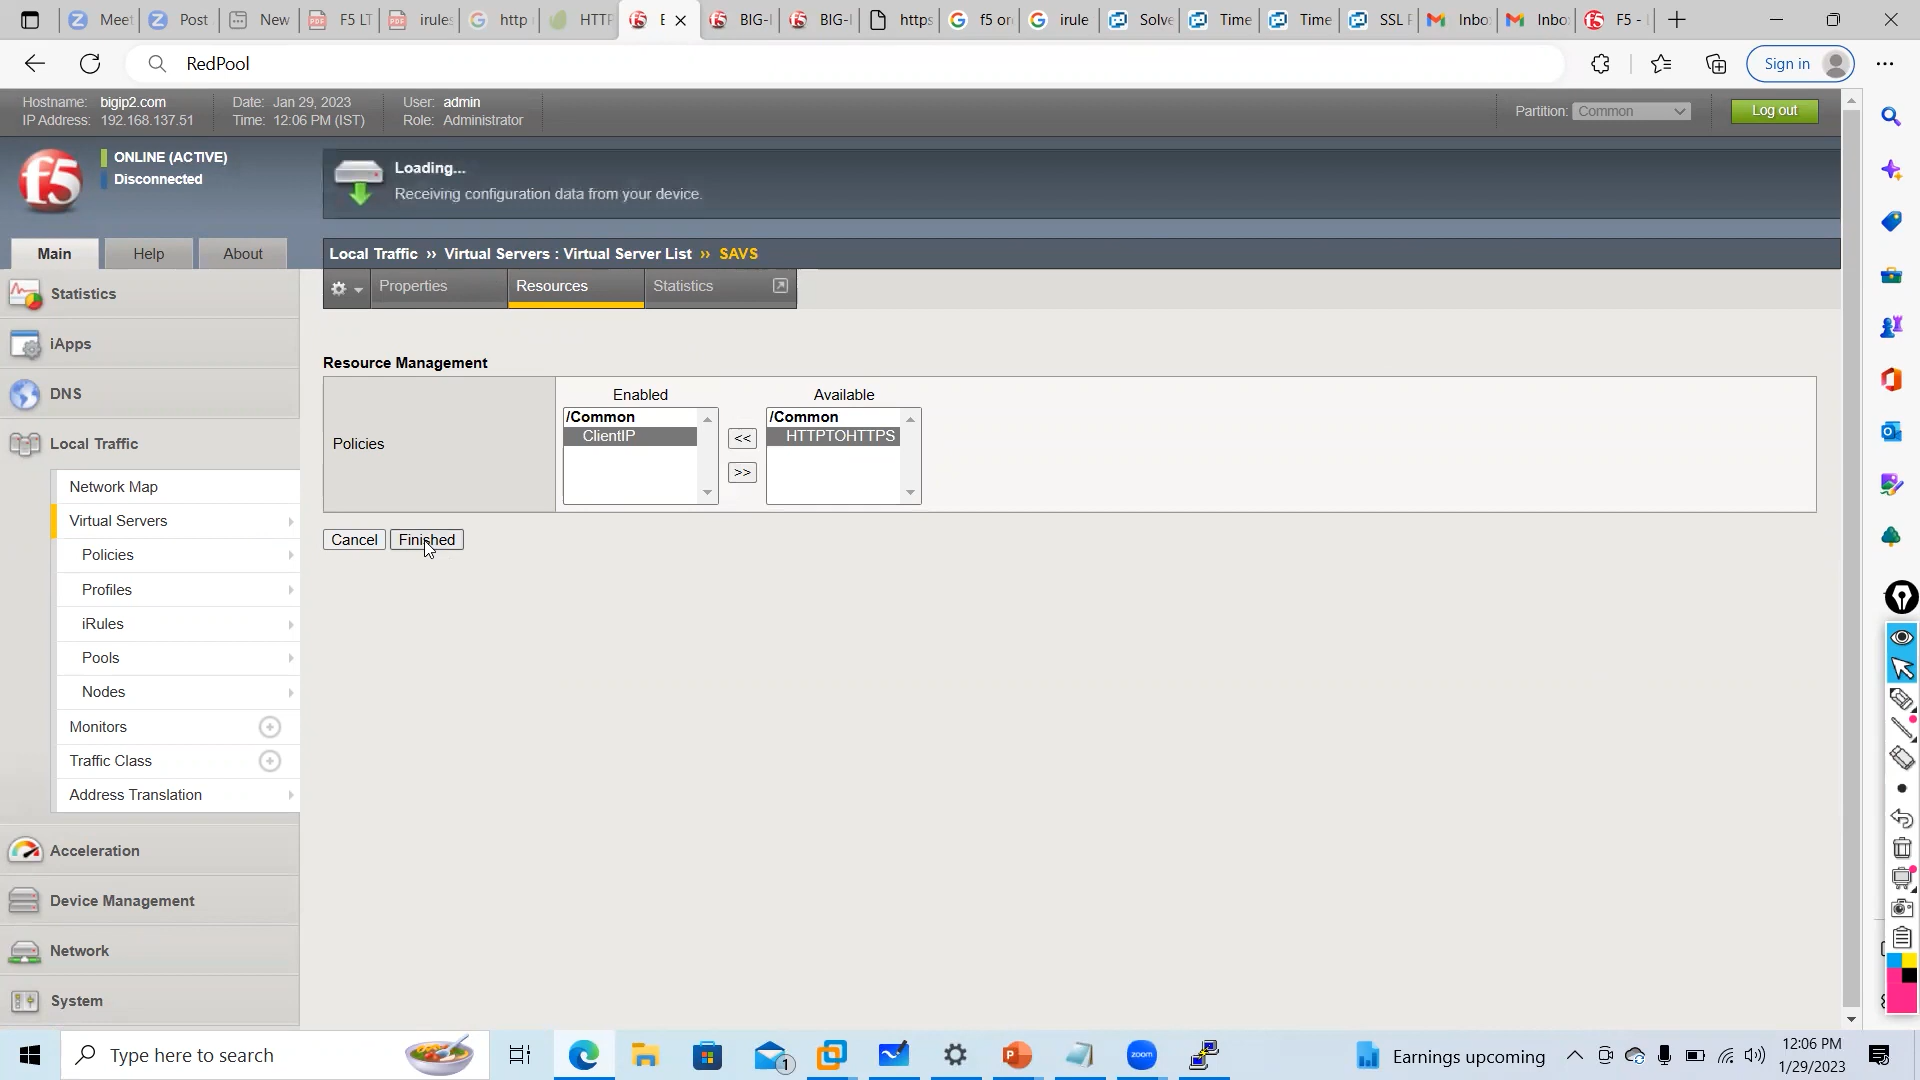 Meet
Post
New
F5 LT
irules
http
HTTP
E
BIG-I
BIG-I
https
f5 or
irule
Solve
Time
Time
SSL F
Inbo
Inbo
F5 -
RedPool
Sign in
Hostname: bigip2.com
IP Address: 192.168.137.51
Date: Jan 29, 2023
Time: 12:06 PM (IST)
User: admin
Role: Administrator
Partition: Common
Log out
f5
ONLINE (ACTIVE)
Disconnected
Loading...
Receiving configuration data from your device.
Main
Help
About
Local Traffic ›› Virtual Servers : Virtual Server List ›› SAVS
Properties
Resources
Statistics
Statistics
iApps
DNS
Local Traffic
Network Map
Virtual Servers
Policies
Profiles
iRules
Pools
Nodes
Monitors
Traffic Class
Address Translation
Acceleration
Device Management
Network
System
Resource Management
Policies
Enabled
Available
/Common
ClientIP
<<
>>
/Common
HTTPTOHTTPS
Cancel
Finished
Type here to search
1
zoom
Earnings upcoming
12:06 PM
1/29/2023